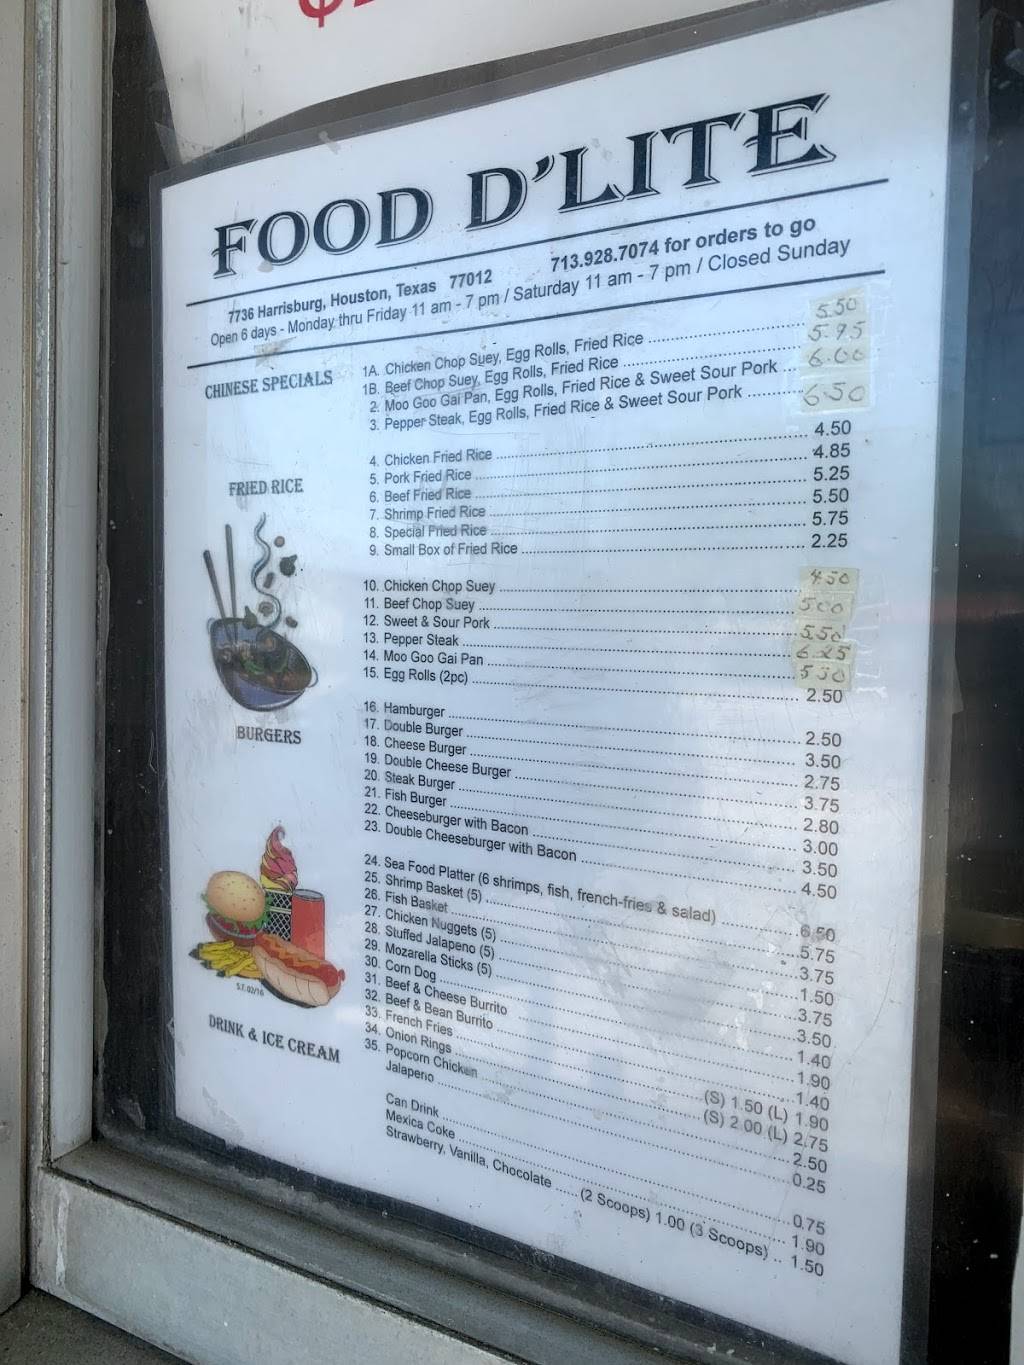 FOOD D'LITE
7736 Harrisburg, Houston, Texas 77012 713.928.7074 for orders to go
Open 6 days - Monday thru Friday 11 am - 7 pm / Saturday 11 am - 7 pm / Closed Sunday
CHINESE SPECIALS
1A. Chicken Chop Suey, Egg Rolls, Fried Rice 5.50
1B. Beef Chop Suey, Egg Rolls, Fried Rice 5.95
2. Moo Goo Gai Pan, Egg Rolls, Fried Rice & Sweet Sour Pork 6.00
3. Pepper Steak, Egg Rolls, Fried Rice & Sweet Sour Pork 6.50
FRIED RICE
4. Chicken Fried Rice 4.50
5. Pork Fried Rice 4.85
6. Beef Fried Rice 5.25
7. Shrimp Fried Rice 5.50
8. Special Fried Rice 5.75
9. Small Box of Fried Rice 2.25
10. Chicken Chop Suey 4.50
11. Beef Chop Suey 5.00
12. Sweet & Sour Pork 5.50
13. Pepper Steak 6.25
14. Moo Goo Gai Pan
15. Egg Rolls (2pc) 2.50
BURGERS
16. Hamburger 2.50
17. Double Burger 3.50
18. Cheese Burger 2.75
19. Double Cheese Burger 3.75
20. Steak Burger 2.80
21. Fish Burger 3.00
22. Cheeseburger with Bacon 3.50
23. Double Cheeseburger with Bacon 4.50
24. Sea Food Platter (6 shrimps, fish, french-fries & salad) 6.50
25. Shrimp Basket (5) 5.75
26. Fish Basket 3.75
27. Chicken Nuggets (5) 1.50
28. Stuffed Jalapeno (5) 3.75
29. Mozarella Sticks (5) 3.50
30. Corn Dog 1.40
31. Beef & Cheese Burrito 1.90
32. Beef & Bean Burrito 1.40
33. French Fries (S) 1.50 (L) 1.90
34. Onion Rings (S) 2.00 (L) 2.75
35. Popcorn Chicken 2.50
Jalapeno 0.25
S.T. 02/16
DRINK & ICE CREAM
Can Drink 0.75
Mexica Coke 1.90
Strawberry, Vanilla, Chocolate (2 Scoops) 1.00 (3 Scoops) 1.50